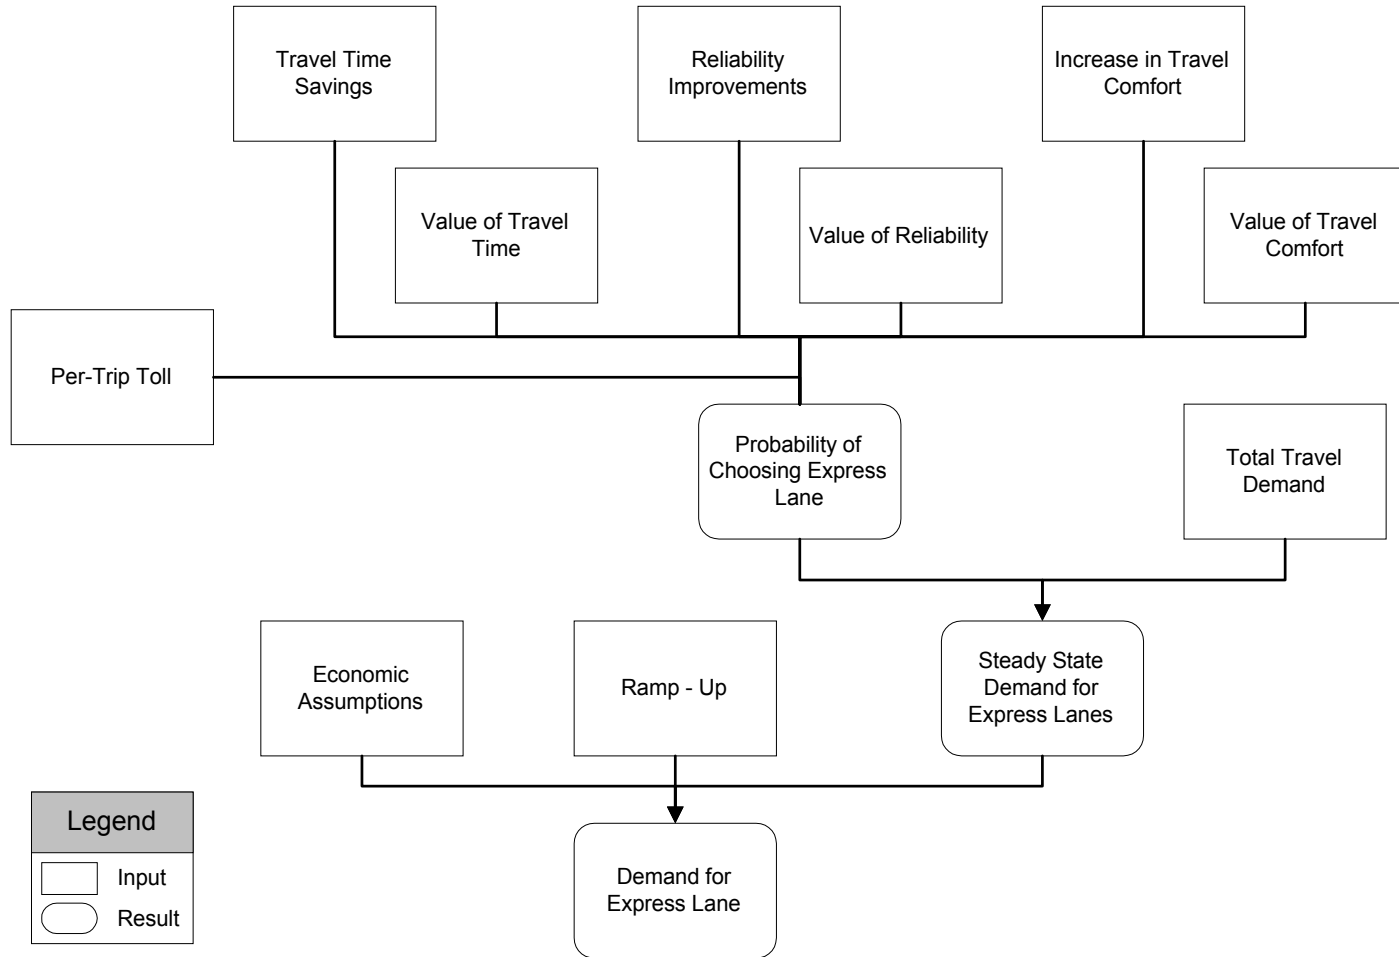 Travel Time
Savings
Reliability
Improvements
Increase in Travel
Comfort
Value of Travel
Time
Value of Reliability
Value of Travel
Comfort
Per-Trip Toll
Probability of
Choosing Express
Lane
Total Travel
Demand
Economic
Assumptions
Ramp - Up
Steady State
Demand for
Express Lanes
Legend
Input
Result
Demand for
Express Lane